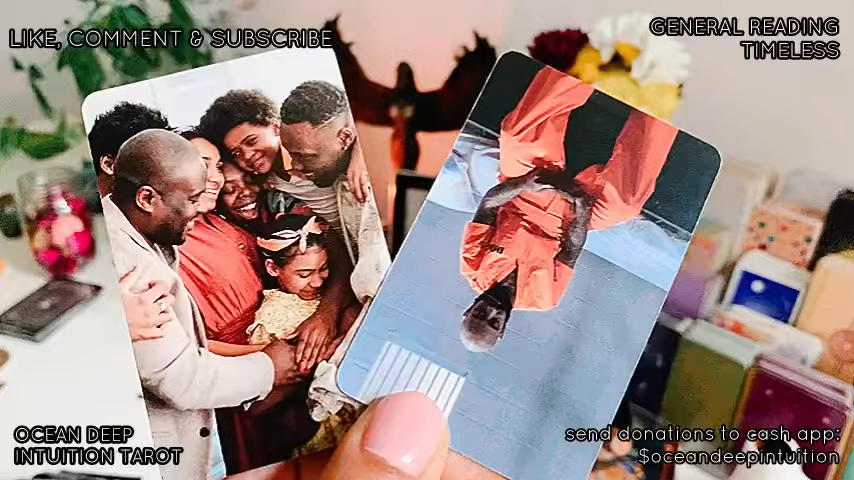 LIKE, COMMENT & SUBSCRIBE
GENERAL READING
TIMELESS
OCEAN DEEP
INTUITION TAROT
send donations to cash app:
$oceandeepintuition